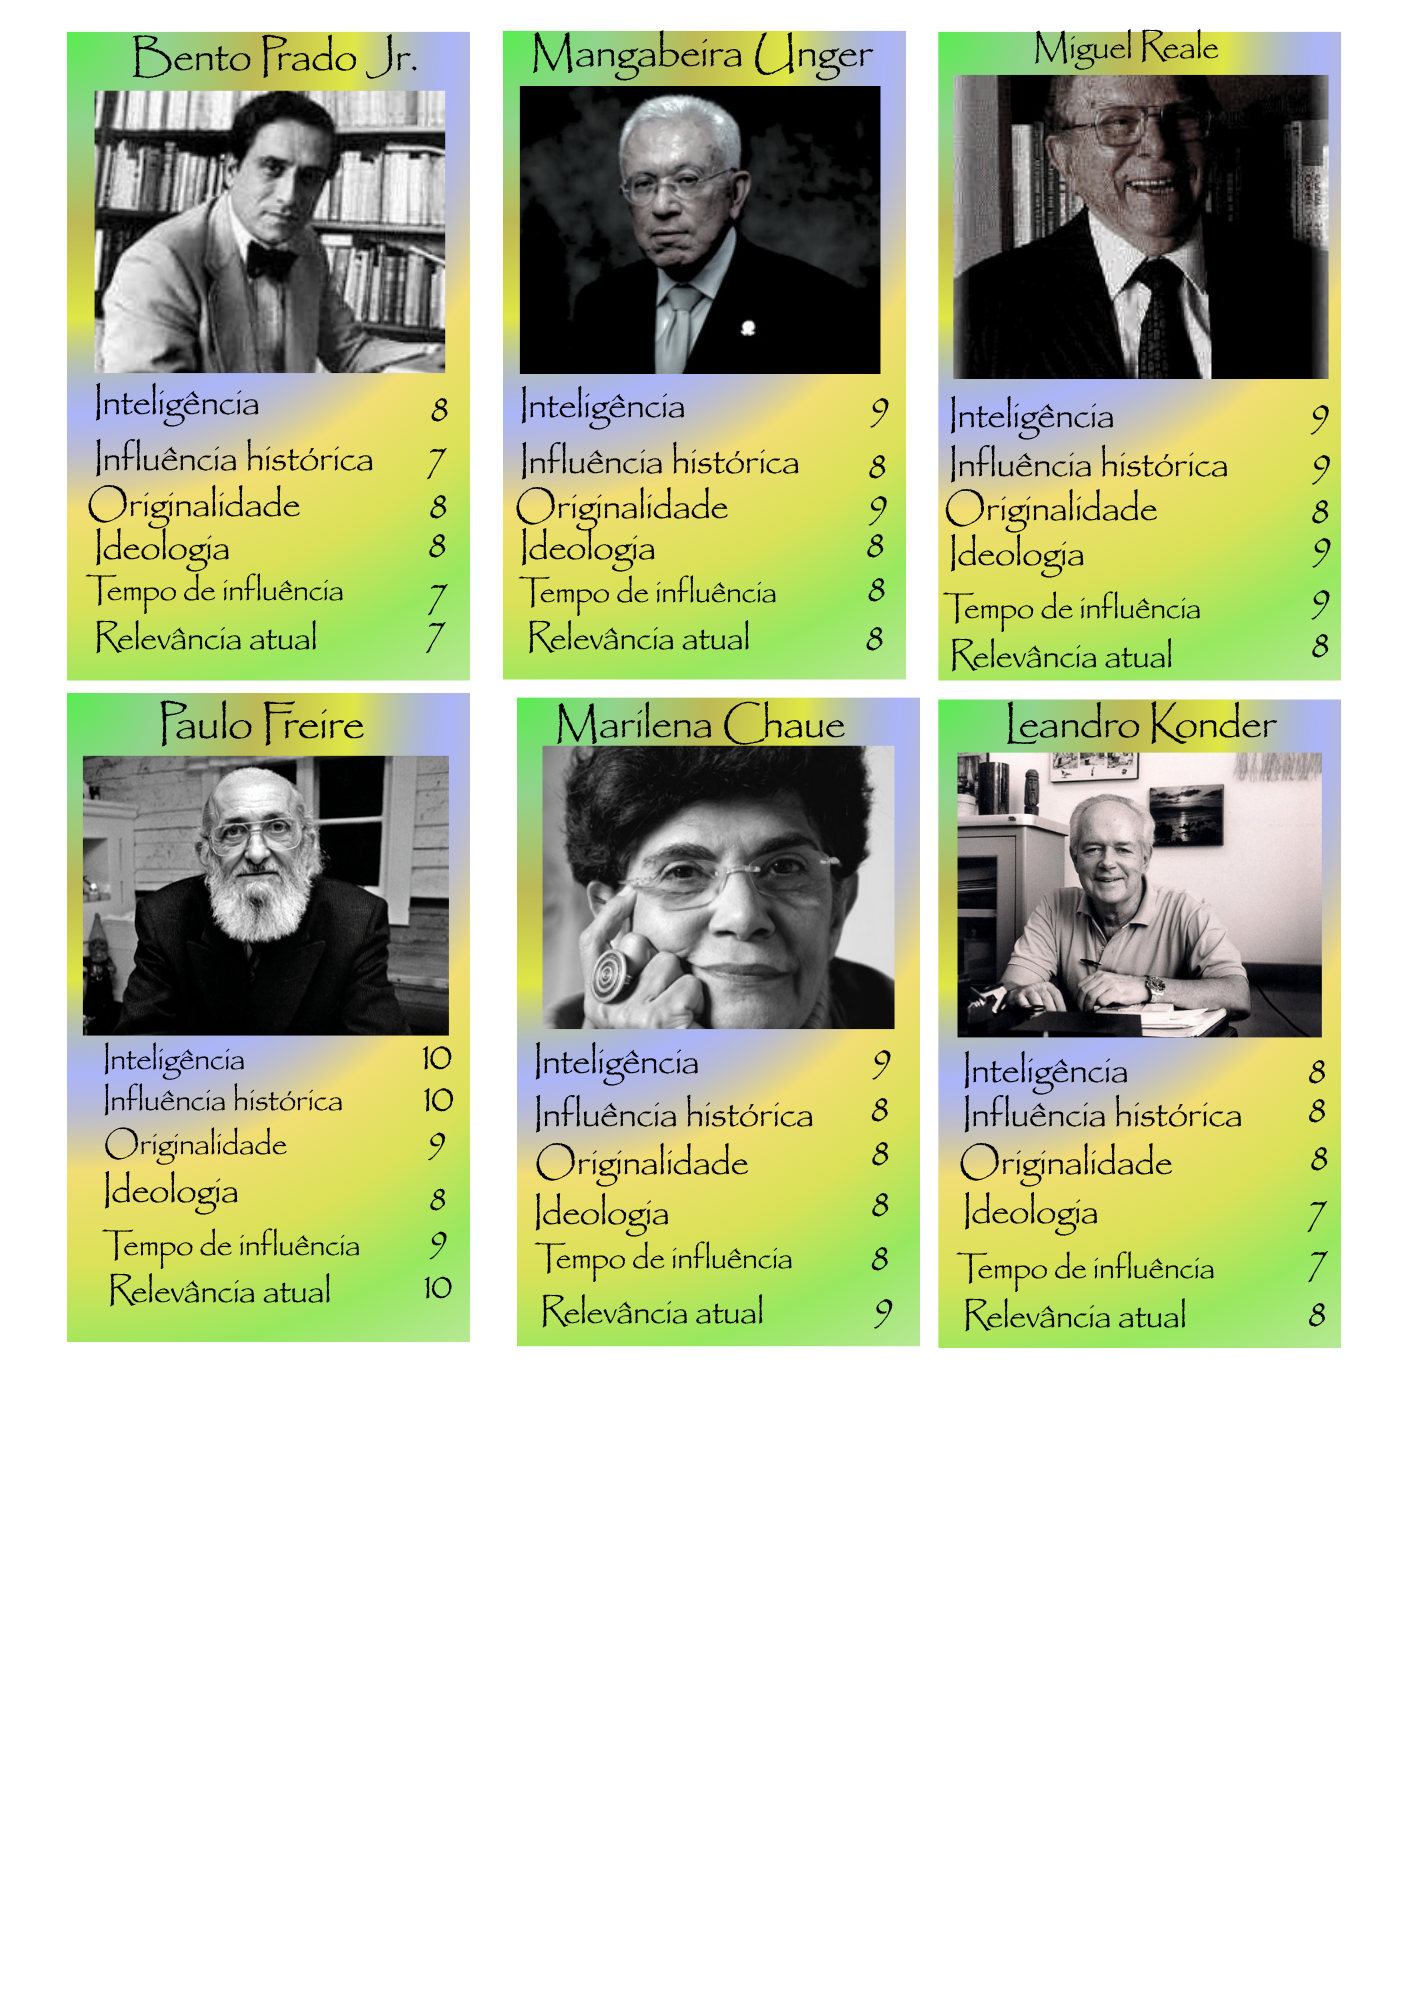 Bento Prado Jr.
Inteligência 8
Influência histórica 7
Originalidade 8
Ideologia 8
Tempo de influência 7
Relevância atual 7
Mangabeira Unger
Inteligência 9
Influência histórica 8
Originalidade 9
Ideologia 8
Tempo de influência 8
Relevância atual 8
Miguel Reale
Inteligência 9
Influência histórica 9
Originalidade 8
Ideologia 9
Tempo de influência 9
Relevância atual 8
Paulo Freire
Inteligência 10
Influência histórica 10
Originalidade 9
Ideologia 8
Tempo de influência 9
Relevância atual 10
Marilena Chaue
Inteligência 9
Influência histórica 8
Originalidade 8
Ideologia 8
Tempo de influência 8
Relevância atual 9
Leandro Konder
Inteligência 8
Influência histórica 8
Originalidade 8
Ideologia 7
Tempo de influência 7
Relevância atual 8